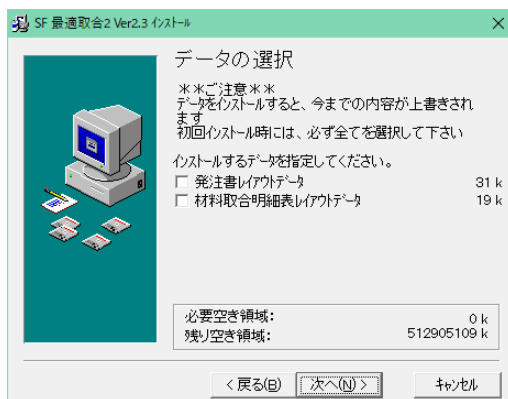 SF 最適取合2 Ver2.3 インストール
データの選択
**ご注意**
データをインストールすると、今までの内容が上書きされ
ます
初回インストール時には、必ず全てを選択して下さい
インストールするデータを指定してください。
発注書レイアウトデータ 31 k
材料取合明細表レイアウトデータ 19 k
必要空き領域: 0 k
残り空き領域: 512905109 k
< 戻る(B) 次へ(N) > キャンセル